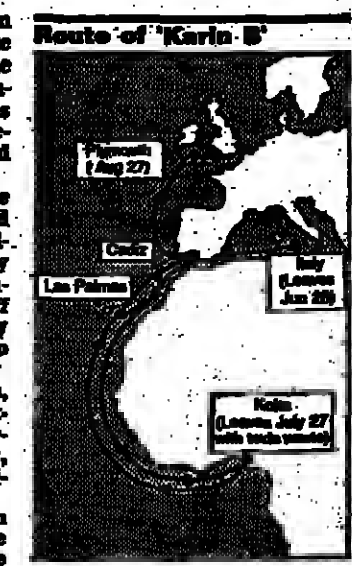 Route of 'Karin B'
Plymouth
(Aug 27)
Cadiz
Las Palmas
Italy
(Leaves
Jun 29)
Koko
(Leaves July 27
with toxic waste)